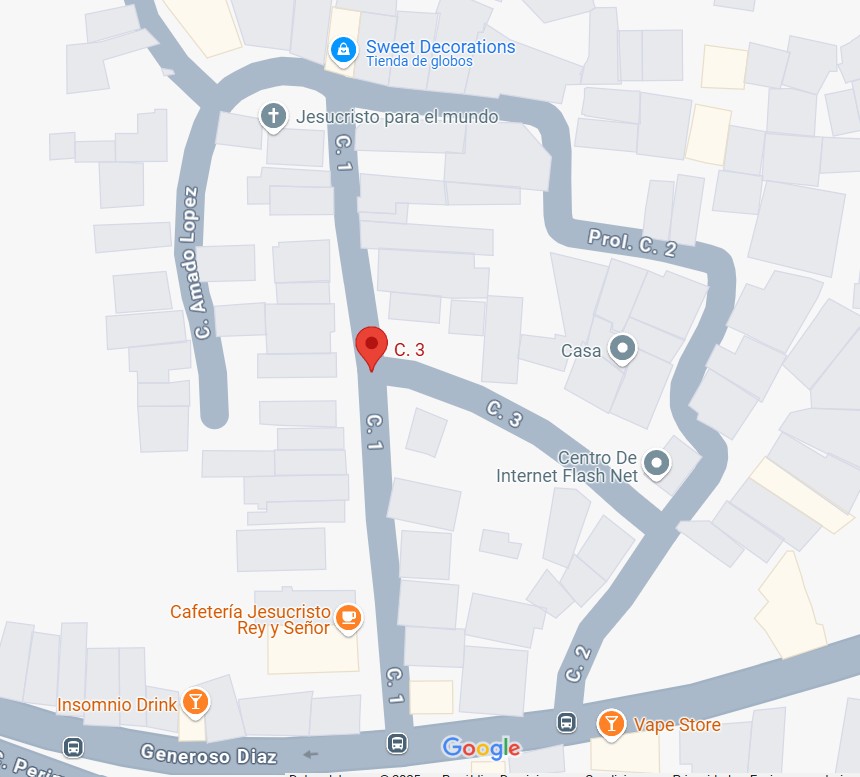 Sweet Decorations
Tienda de globos
Jesucristo para el mundo
C. 1
C. Amado Lopez
Prol. C. 2
C. 3
Casa
C. 3
C. 1
Centro De
Internet Flash Net
Cafetería Jesucristo
Rey y Señor
C. 2
C. 1
Insomnio Drink
Vape Store
Generoso Diaz
Google